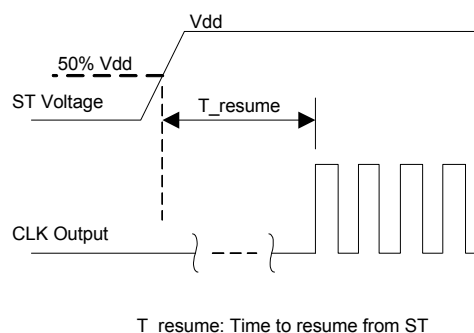 Vdd
50% Vdd
ST Voltage
T_resume
CLK Output
T_resume: Time to resume from ST